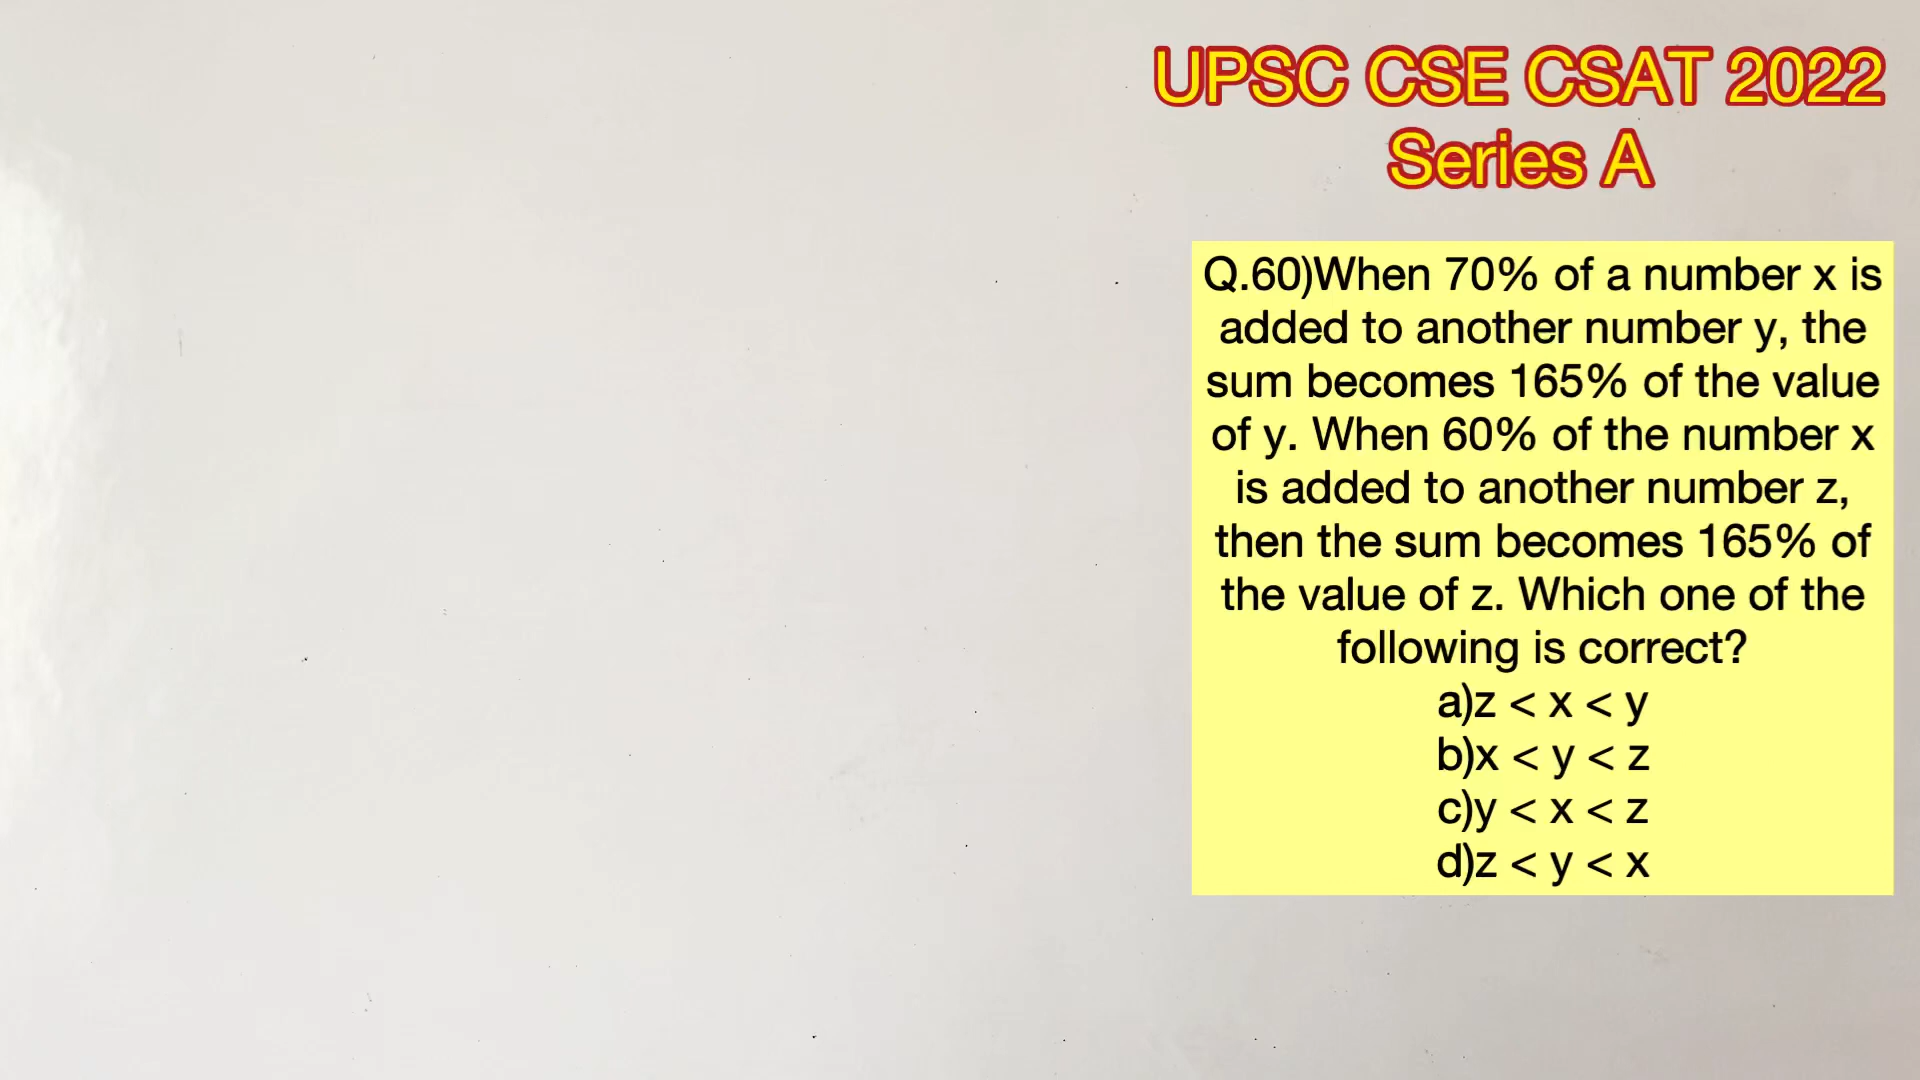 UPSC CSE CSAT 2022
Series A
Q.60)When 70% of a number x is
added to another number y, the
sum becomes 165% of the value
of y. When 60% of the number x
is added to another number z,
then the sum becomes 165% of
the value of z. Which one of the
following is correct?
a)z < x < y
b)x < y < z
c)y < x < z
d)z < y < x